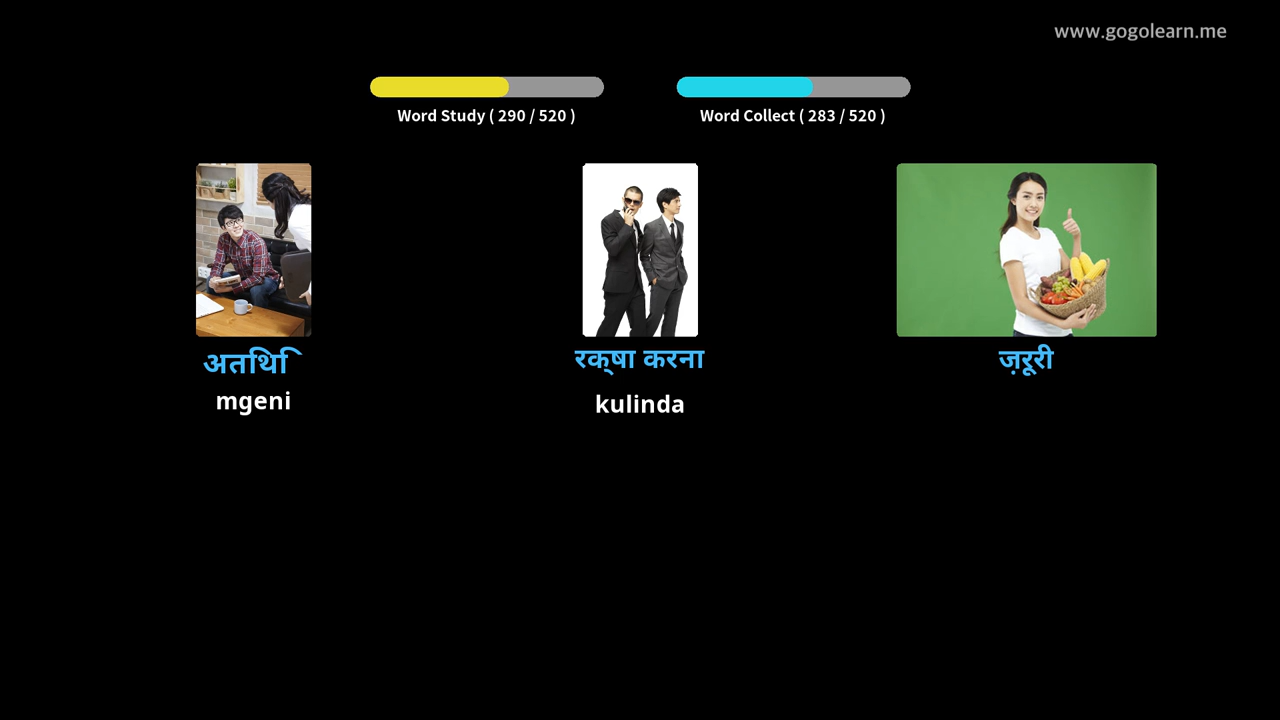 www.gogolearn.me
Word Study ( 290 / 520 )
Word Collect ( 283 / 520 )
अतिथि
mgeni
रक्षा करना
kulinda
ज़रूरी